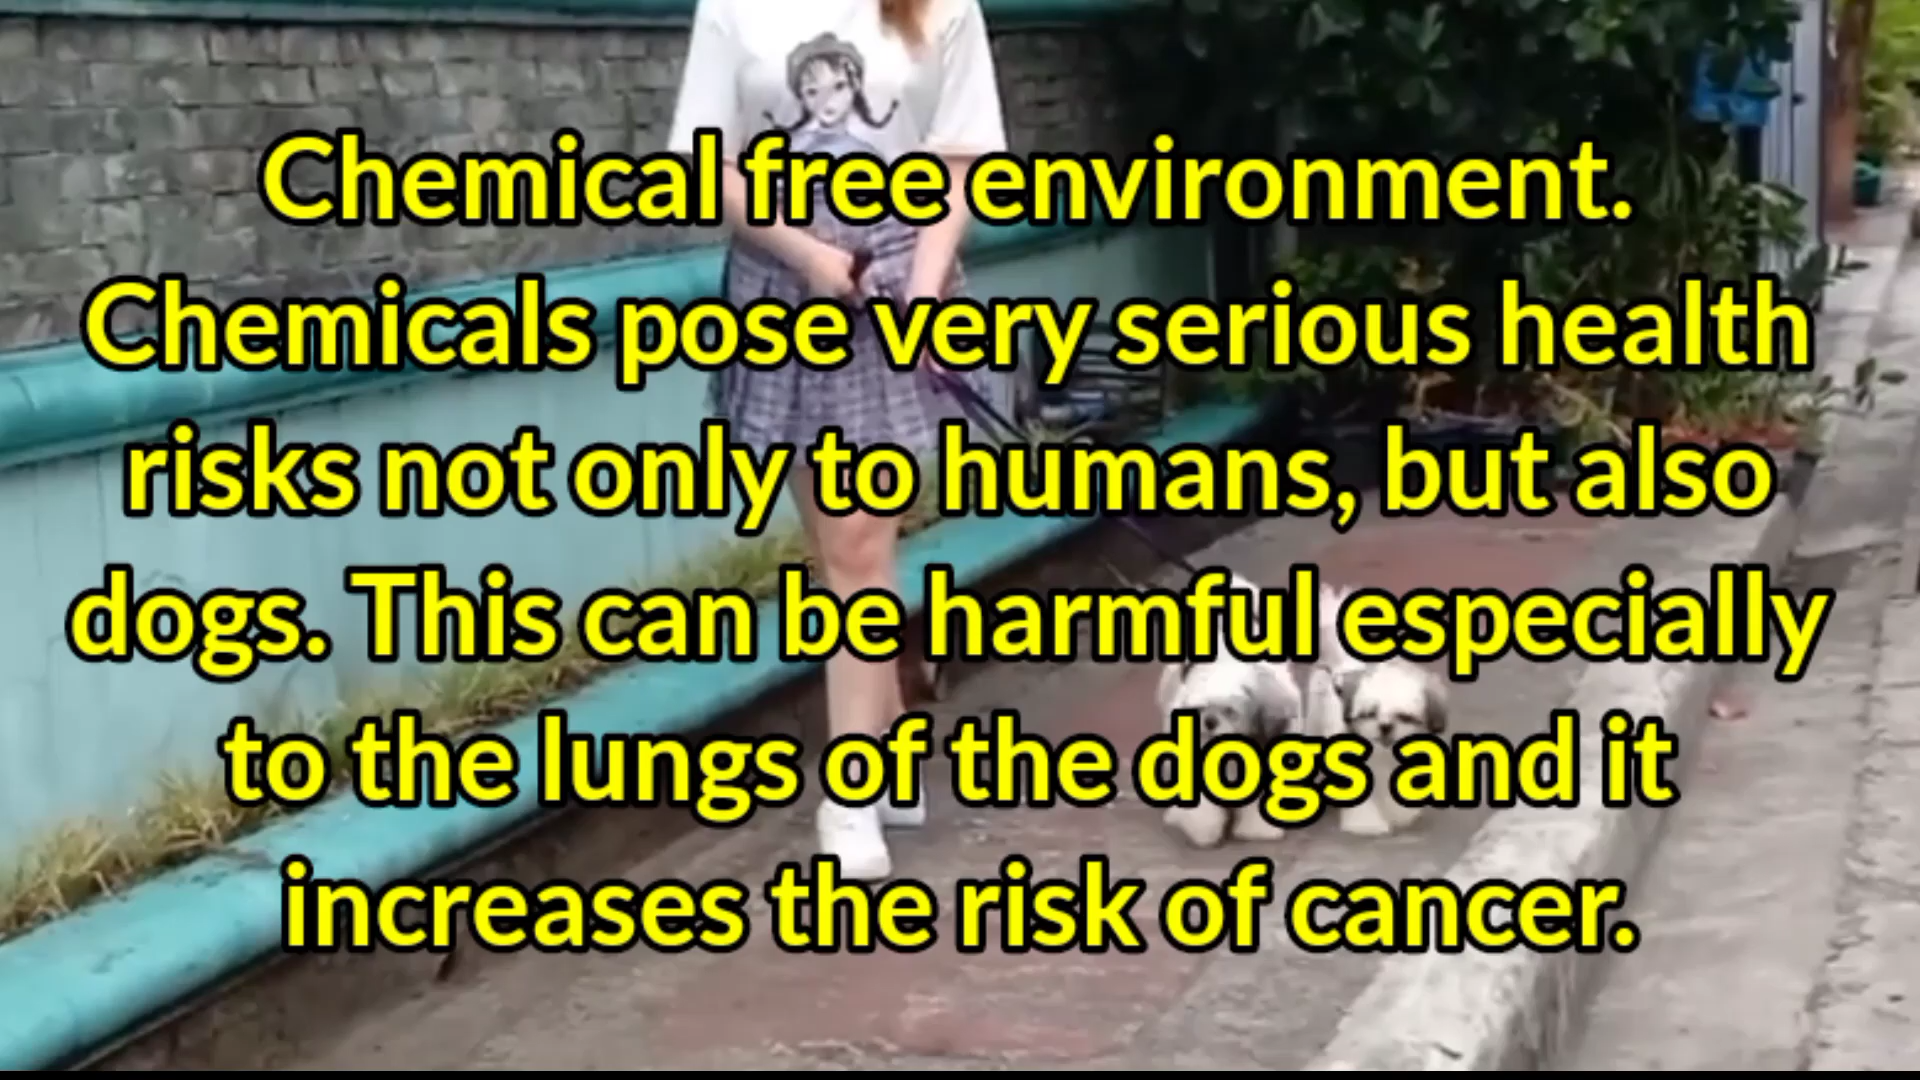 Chemical free environment.
Chemicals pose very serious health
risks not only to humans, but also
dogs. This can be harmful especially
to the lungs of the dogs and it
increases the risk of cancer.